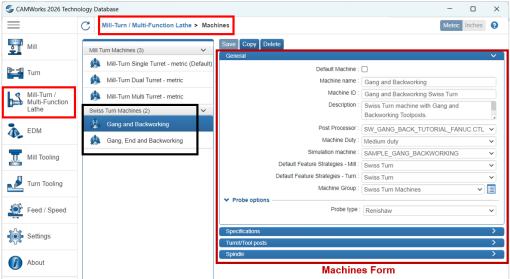 CAMWorks 2026 Technology Database
Mill-Turn / Multi-Function Lathe > Machines
Metric Inches
Mill
Turn
Mill-Turn /
Multi-Function
Lathe
EDM
Mill Tooling
Turn Tooling
Feed / Speed
Settings
About
Mill Turn Machines (3)
Mill-Turn Single Turret - metric (Default)
Mill-Turn Dual Turret - metric
Mill-Turn Multi Turret - metric
Swiss Turn Machines (2)
Gang and Backworking
Gang, End and Backworking
Save Copy Delete
General
Default Machine :
Machine name : Gang and Backworking
Machine ID : Gang and Backworking Swiss Turn
Description : Swiss Turn machine with Gang and
Backworking Toolposts.
Post Processor : SW_GANG_BACK_TUTORIAL_FANUC CTL
Machine Duty : Medium duty
Simulation machine : SAMPLE_GANG_BACKWORKING
Default Feature Strategies - Mill : Swiss Turn
Default Feature Strategies - Turn : Swiss Turn
Machine Group : Swiss Turn Machines
Probe options
Probe type : Renishaw
Specifications
Turret/Tool posts
Spindle
Machines Form